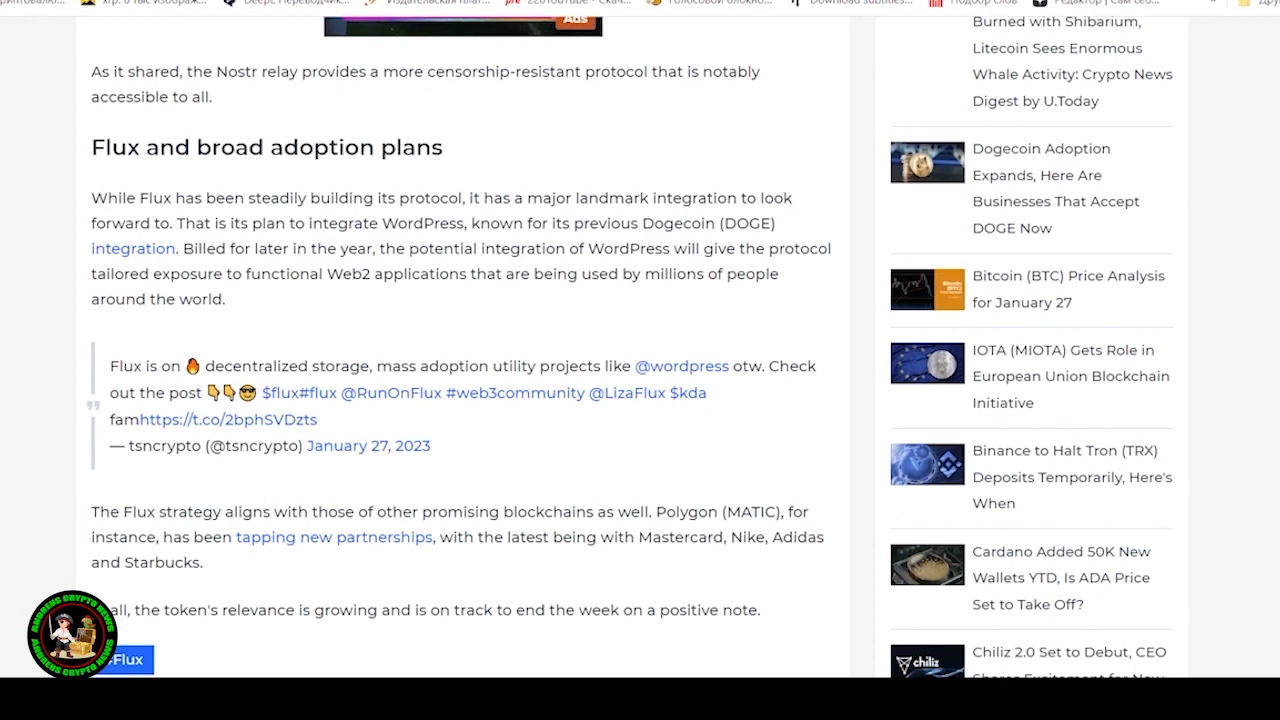 Ads
As it shared, the Nostr relay provides a more censorship-resistant protocol that is notably
accessible to all.
Flux and broad adoption plans
While Flux has been steadily building its protocol, it has a major landmark integration to look
forward to. That is its plan to integrate WordPress, known for its previous Dogecoin (DOGE)
integration. Billed for later in the year, the potential integration of WordPress will give the protocol
tailored exposure to functional Web2 applications that are being used by millions of people
around the world.
Flux is on 🔥 decentralized storage, mass adoption utility projects like @wordpress otw. Check
out the post 👇👇😎 $flux#flux @RunOnFlux #web3community @LizaFlux $kda
famhttps://t.co/2bphSVDzts
— tsncrypto (@tsncrypto) January 27, 2023
The Flux strategy aligns with those of other promising blockchains as well. Polygon (MATIC), for
instance, has been tapping new partnerships, with the latest being with Mastercard, Nike, Adidas
and Starbucks.
all, the token's relevance is growing and is on track to end the week on a positive note.
#Flux
Burned with Shibarium,
Litecoin Sees Enormous
Whale Activity: Crypto News
Digest by U.Today
Dogecoin Adoption
Expands, Here Are
Businesses That Accept
DOGE Now
Bitcoin (BTC) Price Analysis
for January 27
IOTA (MIOTA) Gets Role in
European Union Blockchain
Initiative
Binance to Halt Tron (TRX)
Deposits Temporarily, Here's
When
Cardano Added 50K New
Wallets YTD, Is ADA Price
Set to Take Off?
chiliz
Chiliz 2.0 Set to Debut, CEO
ANDREUS CRYPTO NEWS
ANDREUS CRYPTO NEWS